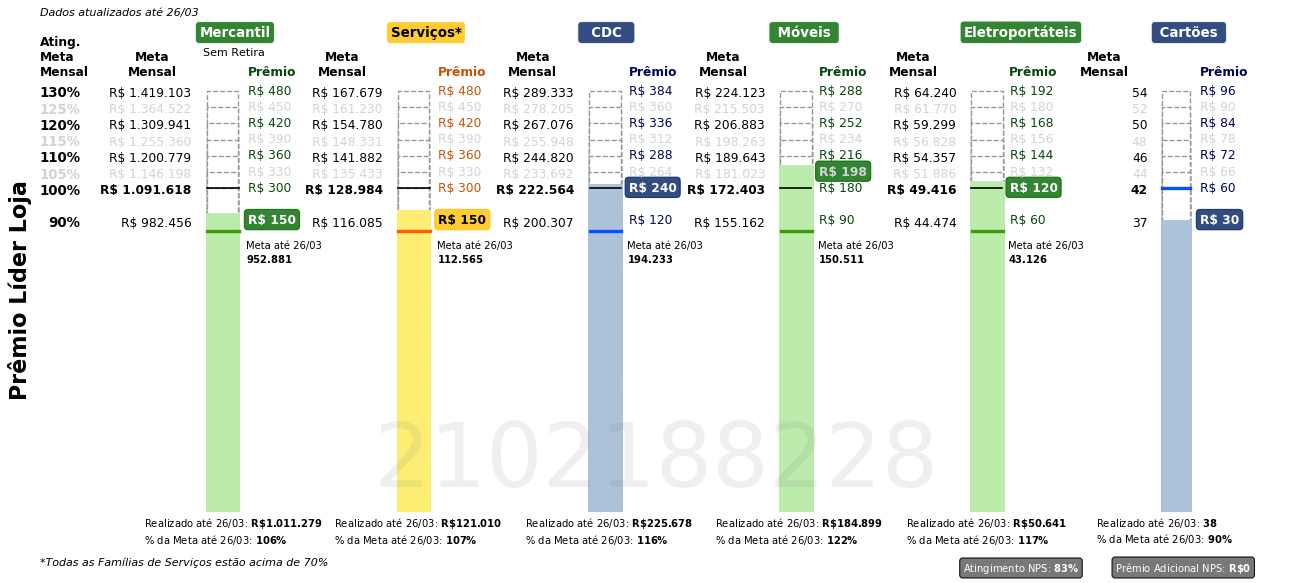 Dados atualizados até 26/03
Mercantil Serviços* CDC Móveis Eletroportáteis Cartões
Ating. Meta Mensal
Sem Retira
Meta Mensal Prêmio Meta Mensal Prêmio Meta Mensal Prêmio Meta Mensal Prêmio Meta Mensal Prêmio Meta Mensal Prêmio
130% R$ 1.419.103 R$ 480 R$ 167.679 R$ 480 R$ 289.333 R$ 384 R$ 224.123 R$ 288 R$ 64.240 R$ 192 54 R$ 96
125% R$ 1.364.522 R$ 450 R$ 161.230 R$ 450 R$ 278.205 R$ 360 R$ 215.503 R$ 270 R$ 61.770 R$ 180 52 R$ 90
120% R$ 1.309.941 R$ 420 R$ 154.780 R$ 420 R$ 267.076 R$ 336 R$ 206.883 R$ 252 R$ 59.299 R$ 168 50 R$ 84
115% R$ 1.255.360 R$ 390 R$ 148.331 R$ 390 R$ 255.948 R$ 312 R$ 198.263 R$ 234 R$ 56.828 R$ 156 48 R$ 78
110% R$ 1.200.779 R$ 360 R$ 141.882 R$ 360 R$ 244.820 R$ 288 R$ 189.643 R$ 216 R$ 54.357 R$ 144 46 R$ 72
105% R$ 1.146.198 R$ 330 R$ 135.433 R$ 330 R$ 233.692 R$ 264 R$ 181.023 R$ 198 R$ 51.886 R$ 132 44 R$ 66
100% R$ 1.091.618 R$ 300 R$ 128.984 R$ 300 R$ 222.564 R$ 240 R$ 172.403 R$ 180 R$ 49.416 R$ 120 42 R$ 60
90% R$ 982.456 R$ 150 R$ 116.085 R$ 150 R$ 200.307 R$ 120 R$ 155.162 R$ 90 R$ 44.474 R$ 60 37 R$ 30
Meta até 26/03 Meta até 26/03 Meta até 26/03 Meta até 26/03 Meta até 26/03
952.881 112.565 194.233 150.511 43.126
Prêmio Líder Loja
2102188228
Realizado até 26/03: R$1.011.279 Realizado até 26/03: R$121.010 Realizado até 26/03: R$225.678 Realizado até 26/03: R$184.899 Realizado até 26/03: R$50.641 Realizado até 26/03: 38
% da Meta até 26/03: 106% % da Meta até 26/03: 107% % da Meta até 26/03: 116% % da Meta até 26/03: 122% % da Meta até 26/03: 117% % da Meta até 26/03: 90%
*Todas as Famílias de Serviços estão acima de 70%
Atingimento NPS: 83% Prêmio Adicional NPS: R$0